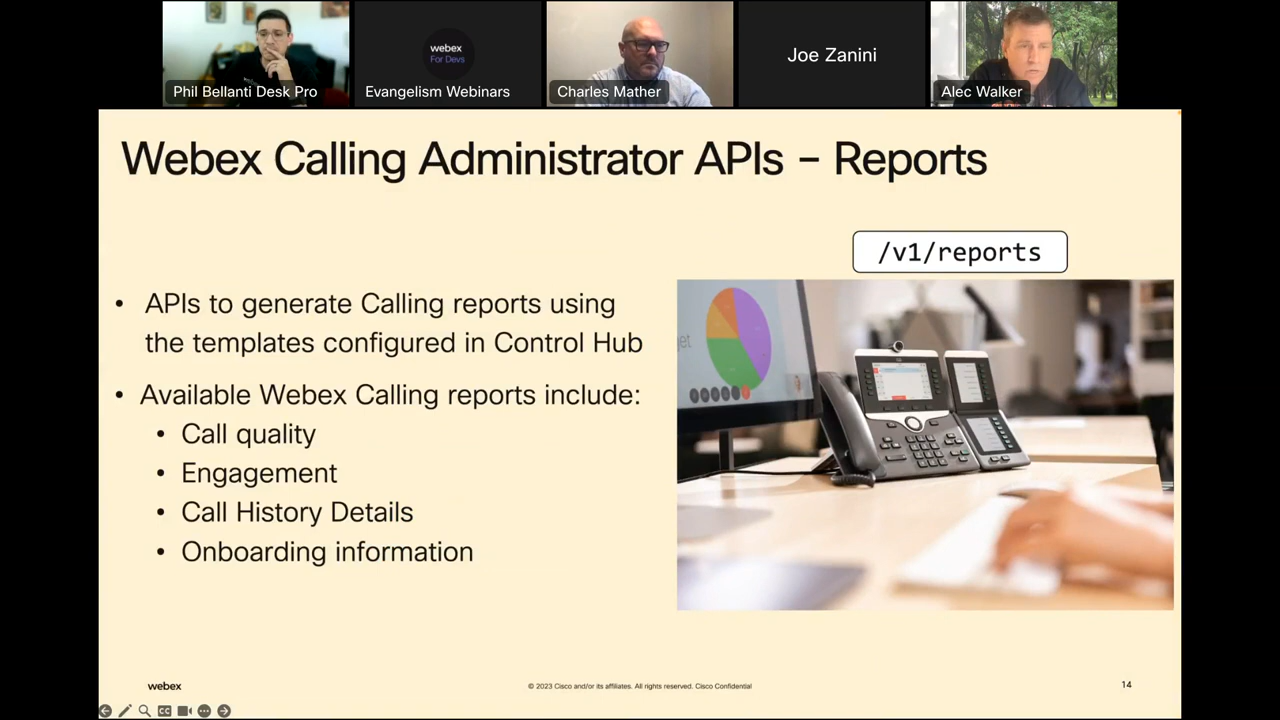 webex
For Devs
Joe Zanini
Phil Bellanti Desk Pro
Evangelism Webinars
Charles Mather
Alec Walker
Webex Calling Administrator APIs – Reports
/v1/reports
• APIs to generate Calling reports using
the templates configured in Control Hub
• Available Webex Calling reports include:
• Call quality
• Engagement
• Call History Details
• Onboarding information
get
webex
© 2023 Cisco and/or its affiliates. All rights reserved. Cisco Confidential
14
CC